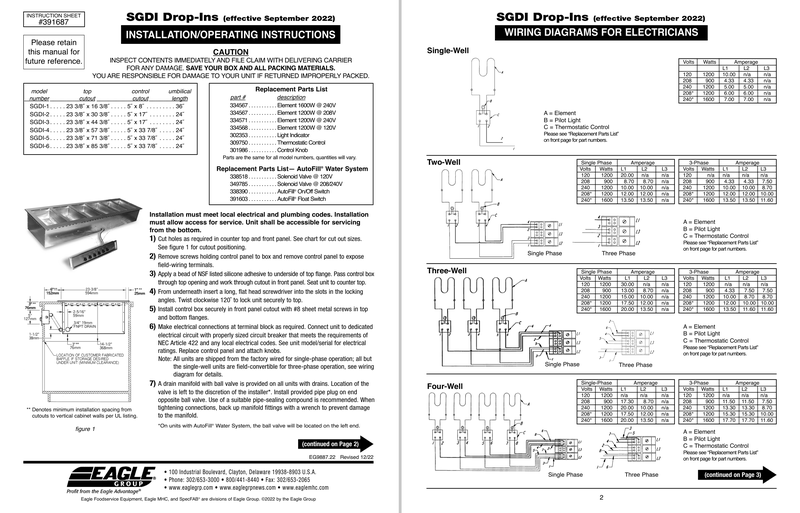 INSTRUCTION SHEET
#391687
SGDI Drop-Ins (effective September 2022)
INSTALLATION/OPERATING INSTRUCTIONS
Please retain
this manual for
future reference.
CAUTION
INSPECT CONTENTS IMMEDIATELY AND FILE CLAIM WITH DELIVERING CARRIER
FOR ANY DAMAGE. SAVE YOUR BOX AND ALL PACKING MATERIALS.
YOU ARE RESPONSIBLE FOR DAMAGE TO YOUR UNIT IF RETURNED IMPROPERLY PACKED.
model top control umbilical
number cutout cutout length
SGDI-1 . . . . . 23 3/8" x 16 3/8" . . . . . 5" x 8" . . . . . . . 36"
SGDI-2 . . . . . 23 3/8" x 30 3/8" . . . . . 5" x 17" . . . . . . . 24"
SGDI-3 . . . . . 23 3/8" x 44 3/8" . . . . . 5" x 17" . . . . . . . 24"
SGDI-4 . . . . . 23 3/8" x 57 3/8" . . . . . 5" x 33 7/8" . . . . . 24"
SGDI-5 . . . . . 23 3/8" x 71 3/8" . . . . . 5" x 33 7/8" . . . . . 24"
SGDI-6 . . . . . 23 3/8" x 85 3/8" . . . . . 5" x 33 7/8" . . . . . 24"
Replacement Parts List
part # description
334567 . . . . . . . . . Element 1600W @ 240V
334567 . . . . . . . . . Element 1200W @ 208V
334571 . . . . . . . . . Element 1200W @ 240V
334568 . . . . . . . . . Element 1200W @ 120V
302353 . . . . . . . . . Light Indicator
309750 . . . . . . . . . Thermostatic Control
301986 . . . . . . . . . Control Knob
Parts are the same for all model numbers, quantities will vary.
Replacement Parts List— AutoFill® Water System
338518 . . . . . . . . . Solenoid Valve @ 120V
349785 . . . . . . . . . Solenoid Valve @ 208/240V
338390 . . . . . . . . . AutoFill® On/Off Switch
391603 . . . . . . . . . AutoFill® Float Switch
Installation must meet local electrical and plumbing codes. Installation
must allow for access for service. Unit shall be accessible for servicing
from the bottom.
1) Cut holes as required in counter top and front panel. See chart for cut out sizes.
See figure 1 for cutout positioning.
2) Remove screws holding control panel to box and remove control panel to expose
field-wiring terminals.
3) Apply a bead of NSF listed silicone adhesive to underside of top flange. Pass control box
through top opening and work through cutout in front panel. Seat unit to counter top.
4) From underneath insert a long, flat head screwdriver into the slots in the locking
angles. Twist clockwise 120° to lock unit securely to top.
5) Install control box securely in front panel cutout with #8 sheet metal screws in top
and bottom flanges.
6) Make electrical connections at terminal block as required. Connect unit to dedicated
electrical circuit with properly sized circuit breaker that meets the requirements of
NEC Article 422 and any local electrical codes. See unit model/serial for electrical
ratings. Replace control panel and attach knobs.
Note: All units are shipped from the factory wired for single-phase operation; all but
the single-well units are field-convertible for three-phase operation, see wiring
diagram for details.
7) A drain manifold with ball valve is provided on all units with drains. Location of the
valve is left to the discretion of the installer*. Install provided pipe plug on end
opposite ball valve. Use of a suitable pipe-sealing compound is recommended. When
tightening connections, back up manifold fittings with a wrench to prevent damage
to the manifold.
*On units with AutoFill® Water System, the ball valve will be located on the left end.
22-3/8"
3/4" 19mm
FNPT DRAIN
LOCATION OF CUSTOMER FABRICATED
BAFFLE IF STORAGE DESIRED
UNDER UNIT (MINIMUM CLEARANCE)
** Denotes minimum installation spacing from
cutouts to vertical cabinet walls per UL listing.
figure 1
(continued on Page 2)
EG9887.22 Revised 12/22
EAGLE
GROUP
Profit from the Eagle Advantage®
• 100 Industrial Boulevard, Clayton, Delaware 19938-8903 U.S.A.
• Phone: 302/653-3000 • 800/441-8440 • Fax: 302/653-2065
• www.eaglegrp.com • www.eaglegrpnews.com • www.eaglemhc.com
Eagle Foodservice Equipment, Eagle MHC, and SpecFAB® are divisions of Eagle Group. ©2022 by the Eagle Group
SGDI Drop-Ins (effective September 2022)
WIRING DIAGRAMS FOR ELECTRICIANS
Single-Well
Volts Watts Amperage
L1 L2 L3
120 1200 10.00 n/a n/a
208 900 4.33 4.33 n/a
240 1200 5.00 5.00 n/a
208* 1200 6.00 6.00 n/a
240* 1600 7.00 7.00 n/a
A = Element
B = Pilot Light
C = Thermostatic Control
Please see "Replacement Parts List"
on front page for part numbers.
Two-Well
Single Phase Amperage
Volts Watts L1 L2 L3
120 1200 20.00 n/a n/a
208 900 8.70 8.70 n/a
240 1200 10.00 10.00 n/a
208* 1200 12.00 12.00 n/a
240* 1600 13.50 13.50 n/a
3-Phase Amperage
Volts Watts L1 L2 L3
120 n/a n/a n/a n/a
208 900 4.33 4.33 7.50
240 1200 10.00 10.00 8.70
208* 1200 12.00 12.00 10.00
240* 1600 13.50 13.50 11.60
A = Element
B = Pilot Light
C = Thermostatic Control
Please see "Replacement Parts List"
on front page for part numbers.
Single Phase
Three Phase
Three-Well
Single Phase Amperage
Volts Watts L1 L2 L3
120 1200 30.00 n/a n/a
208 900 13.00 8.70 n/a
240 1200 15.00 10.00 n/a
208* 1200 17.50 12.00 n/a
240* 1600 20.00 13.50 n/a
3-Phase Amperage
Volts Watts L1 L2 L3
120 1200 n/a n/a n/a
208 900 4.33 7.50 7.50
240 1200 10.00 8.70 8.70
208* 1200 12.00 10.00 10.00
240* 1600 13.50 11.60 11.60
A = Element
B = Pilot Light
C = Thermostatic Control
Please see "Replacement Parts List"
on front page for part numbers.
Single Phase
Three Phase
Four-Well
Single-Phase Amperage
Volts Watts L1 L2 L3
120 1200 n/a n/a n/a
208 900 17.30 8.70 n/a
240 1200 20.00 10.00 n/a
208* 1200 17.50 12.00 n/a
240* 1600 20.00 13.50 n/a
3-Phase Amperage
Volts Watts L1 L2 L3
120 1200 n/a n/a n/a
208 900 11.50 11.50 7.50
240 1200 13.30 13.30 8.70
208* 1200 15.30 15.30 10.00
240* 1600 17.70 17.70 11.60
A = Element
B = Pilot Light
C = Thermostatic Control
Please see "Replacement Parts List"
on front page for part numbers.
Single Phase
Three Phase
(continued on Page 3)
2